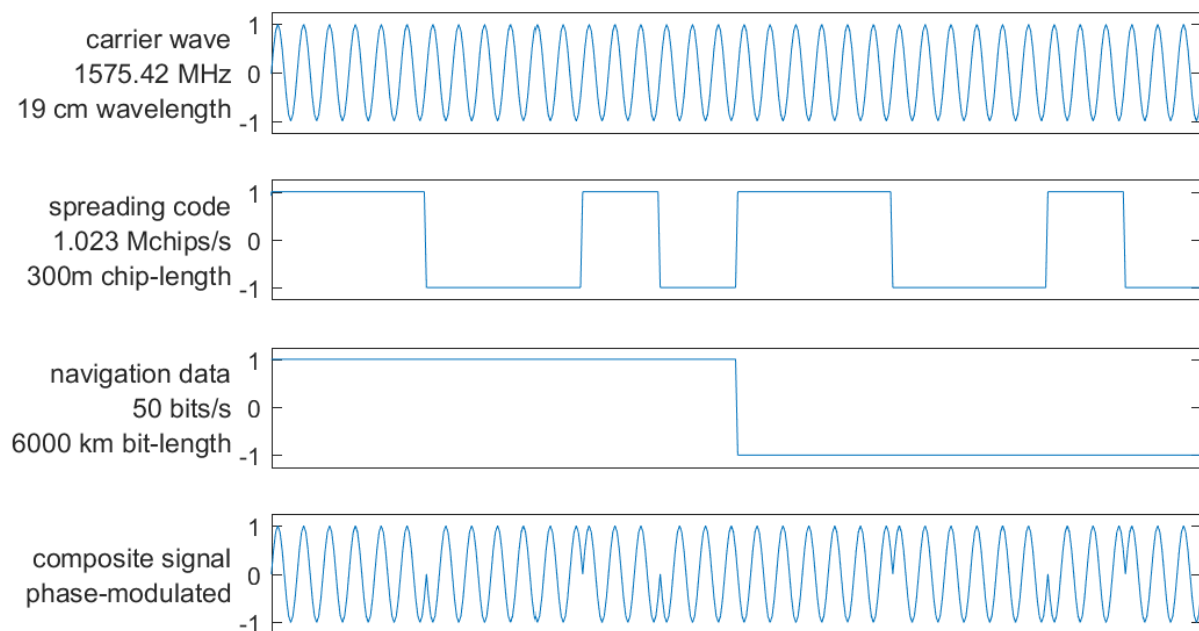 carrier wave
1575.42 MHz
19 cm wavelength
1
0
-1
spreading code
1.023 Mchips/s
300m chip-length
1
0
-1
navigation data
50 bits/s
6000 km bit-length
1
0
-1
composite signal
phase-modulated
1
0
-1